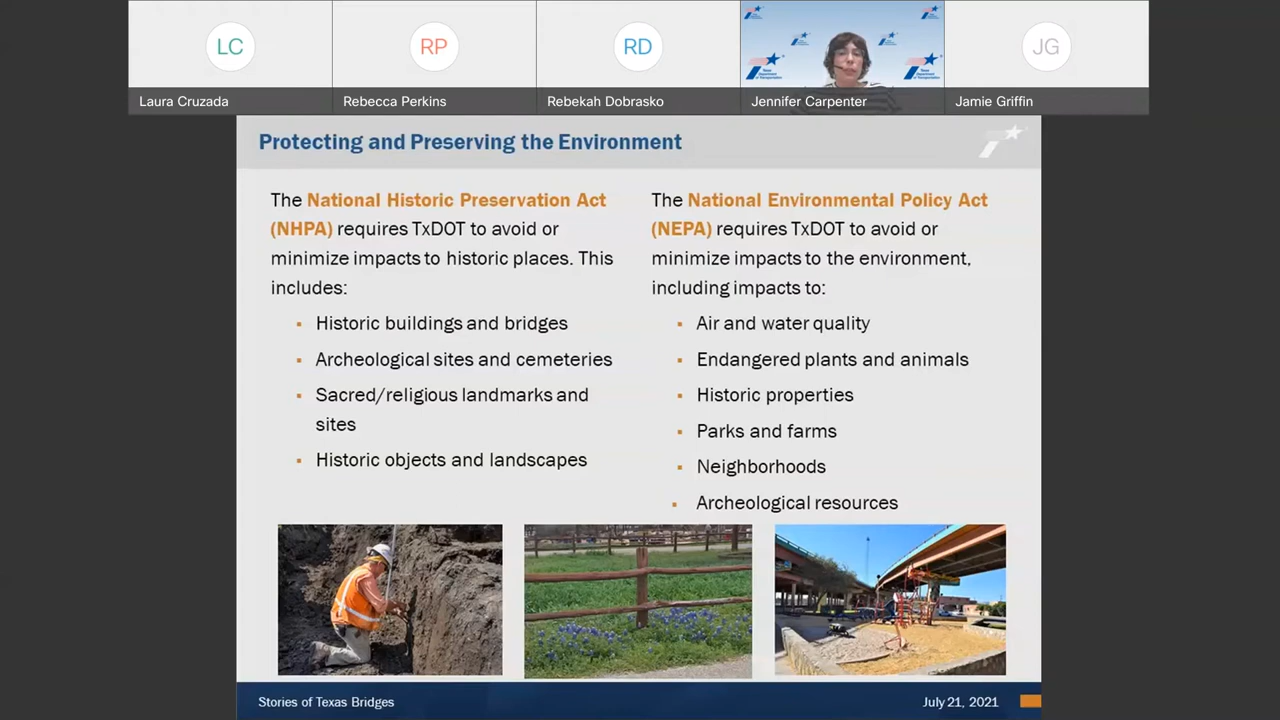 LC
RP
RD
JG
Laura Cruzada
Rebecca Perkins
Rebekah Dobrasko
Jennifer Carpenter
Jamie Griffin
Protecting and Preserving the Environment
The National Historic Preservation Act
(NHPA) requires TxDOT to avoid or
minimize impacts to historic places. This
includes:
Historic buildings and bridges
Archeological sites and cemeteries
Sacred/religious landmarks and
sites
Historic objects and landscapes
The National Environmental Policy Act
(NEPA) requires TxDOT to avoid or
minimize impacts to the environment,
including impacts to:
Air and water quality
Endangered plants and animals
Historic properties
Parks and farms
Neighborhoods
Archeological resources
Stories of Texas Bridges
July 21, 2021